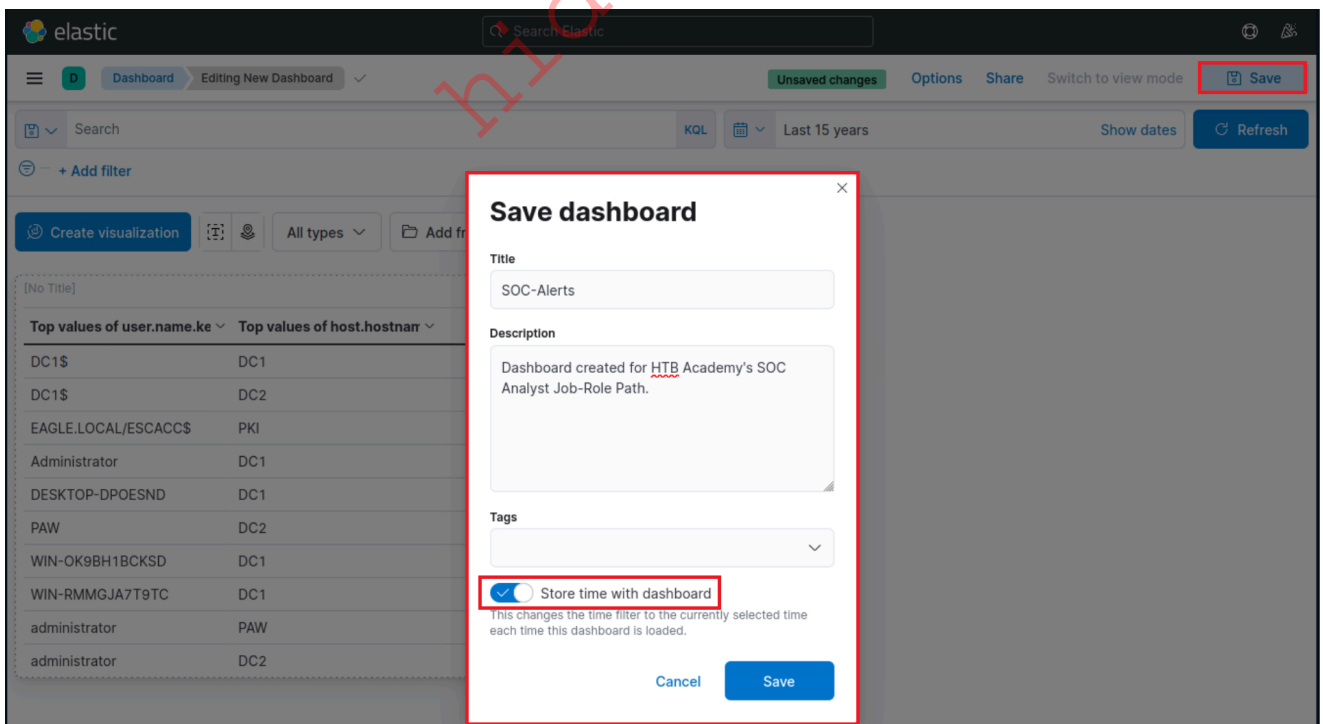 elastic
Search Elastic
D
Dashboard
Editing New Dashboard
Unsaved changes
Options
Share
Switch to view mode
Save
Search
KQL
Last 15 years
Show dates
Refresh
+ Add filter
Create visualization
All types
Add fr
[No Title]
Top values of user.name.ke Top values of host.hostnam
DC1$ DC1
DC1$ DC2
EAGLE.LOCAL/ESCACC$ PKI
Administrator DC1
DESKTOP-DPOESND DC1
PAW DC2
WIN-OK9BH1BCKSD DC1
WIN-RMMGJA7T9TC DC1
administrator PAW
administrator DC2
Save dashboard
Title
SOC-Alerts
Description
Dashboard created for HTB Academy's SOC
Analyst Job-Role Path.
Tags
Store time with dashboard
This changes the time filter to the currently selected time
each time this dashboard is loaded.
Cancel
Save